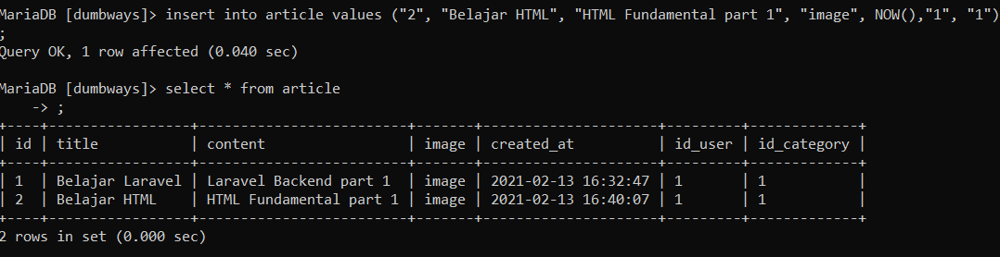 MariaDB [dumbways]> insert into article values ("2", "Belajar HTML", "HTML Fundamental part 1", "image", NOW(),"1", "1")
;
Query OK, 1 row affected (0.040 sec)
MariaDB [dumbways]> select * from article
    -> ;
+----+-----------------+-------------------------+-------+---------------------+---------+-------------+
| id | title           | content                 | image | created_at          | id_user | id_category |
+----+-----------------+-------------------------+-------+---------------------+---------+-------------+
| 1  | Belajar Laravel | Laravel Backend part 1  | image | 2021-02-13 16:32:47 | 1       | 1           |
| 2  | Belajar HTML    | HTML Fundamental part 1 | image | 2021-02-13 16:40:07 | 1       | 1           |
+----+-----------------+-------------------------+-------+---------------------+---------+-------------+
2 rows in set (0.000 sec)